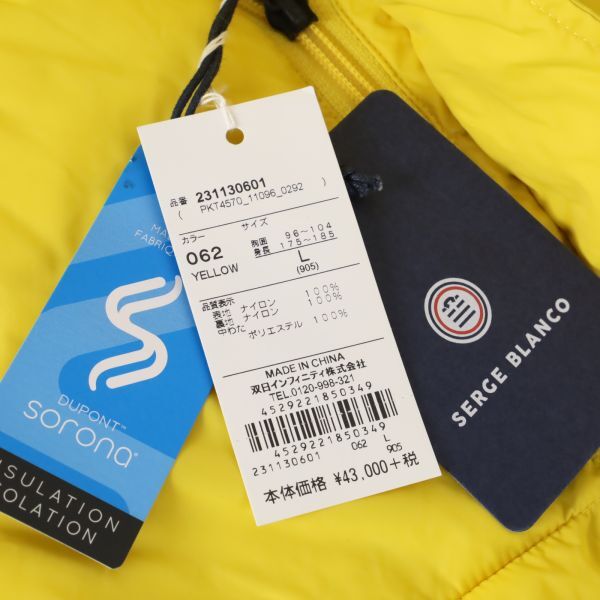 品番 231130601
( PKT4570_11096_0292 )
カラー サイズ
062 胸囲 96～104
身長 175～185
YELLOW L
(905)
品質表示
表地 ナイロン 100%
裏地 ナイロン 100%
中わた ポリエステル 100%
MADE IN CHINA
双日インフィニティ株式会社
TEL.0120-998-321
4529221850349
4529221850349
231130601 062 L 905
本体価格 ¥43,000+税
MA
FABRI
DUPONT™
sorona®
SULATION
OLATION
SERGE BLANCO